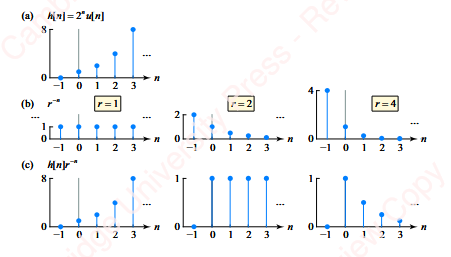 (a) h[n]=2ⁿu[n]
8
0
...
−1 0 1 2 3 n
(b) r⁻ⁿ r=1 r=2 r=4
... 1 0 ...
−1 0 1 2 3 n
... 2 0 ...
−1 0 1 2 3 n
4 0 ...
−1 0 1 2 3 n
(c) h[n]r⁻ⁿ
8 0 ...
−1 0 1 2 3 n
1 0 ...
−1 0 1 2 3 n
1 0 ...
−1 0 1 2 3 n